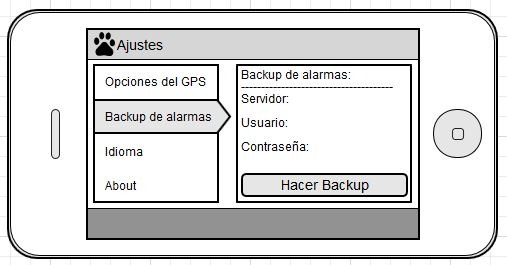 Ajustes
Opciones del GPS
Backup de alarmas
Idioma
About
Backup de alarmas:
Servidor:
Usuario:
Contraseña:
Hacer Backup